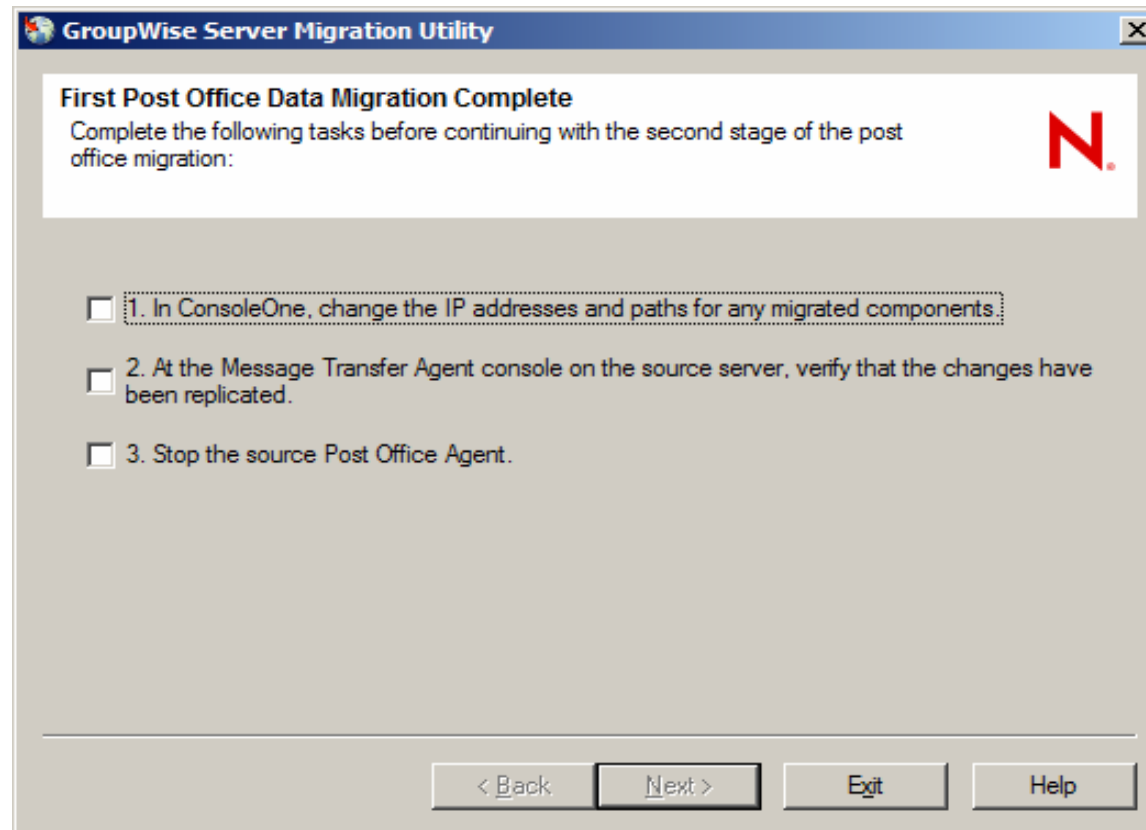 GroupWise Server Migration Utility
First Post Office Data Migration Complete
Complete the following tasks before continuing with the second stage of the post
office migration:
N
1. In ConsoleOne, change the IP addresses and paths for any migrated components.
2. At the Message Transfer Agent console on the source server, verify that the changes have
been replicated.
3. Stop the source Post Office Agent.
< Back Next > Exit Help